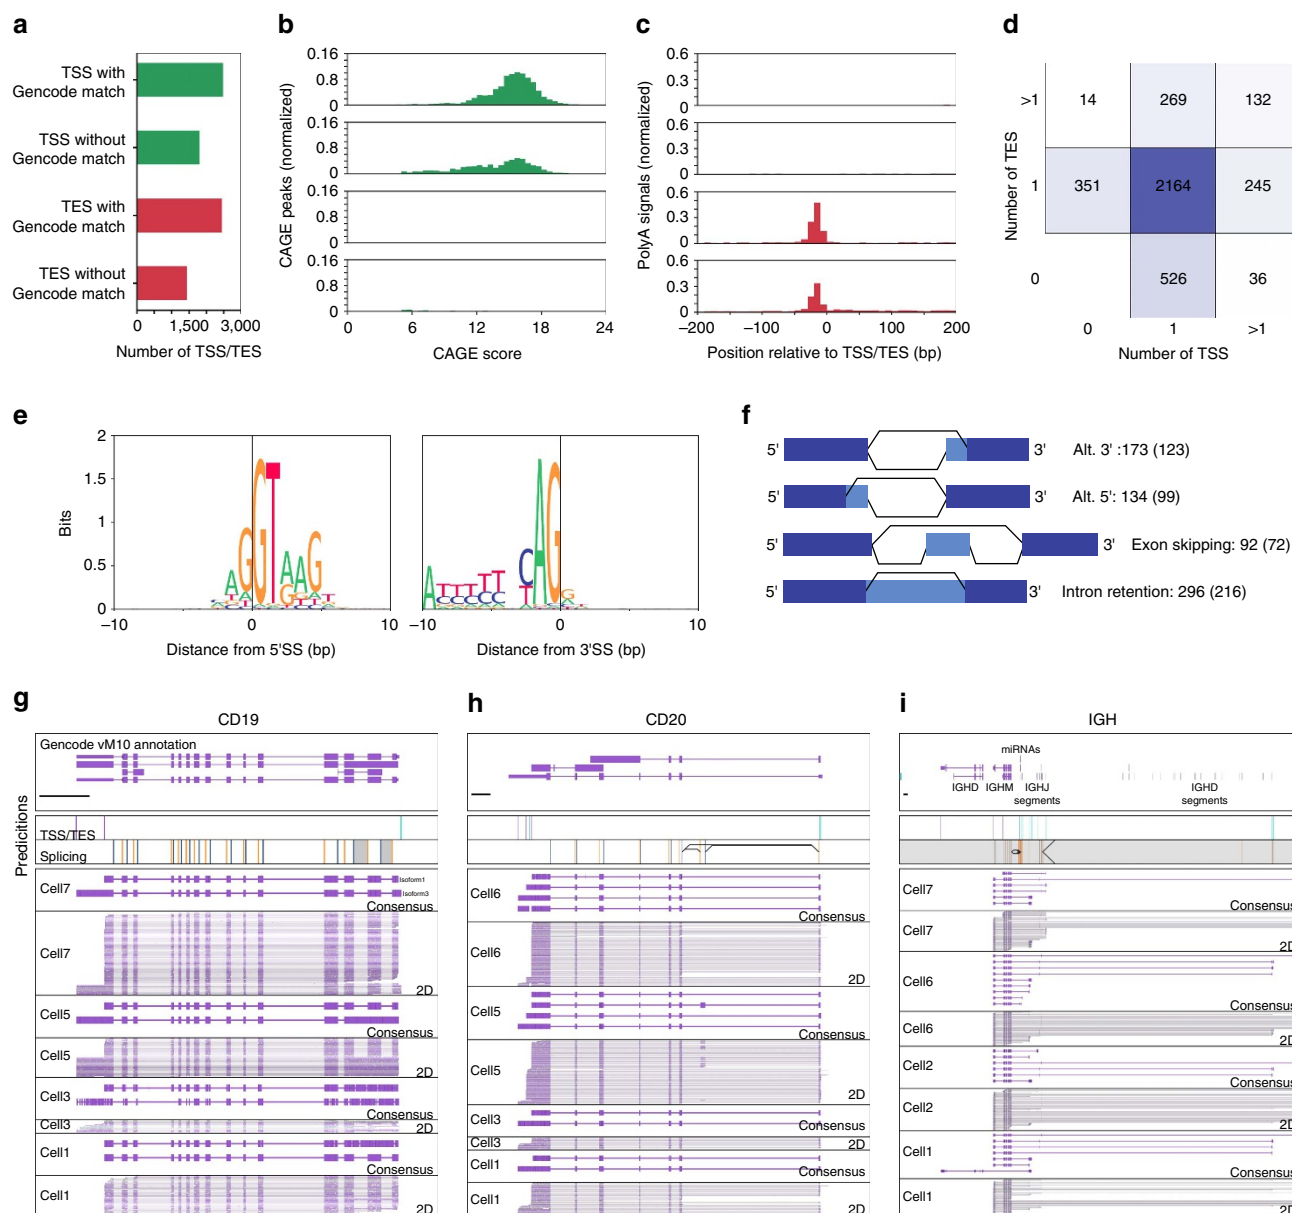 a
TSS with
Gencode match
TSS without
Gencode match
TES with
Gencode match
TES without
Gencode match
0 1,500 3,000
Number of TSS/TES
b
CAGE peaks (normalized)
0.16
0.8
0
0.16
0.8
0
0.16
0.8
0
0.16
0.8
0
0 6 12 18 24
CAGE score
c
PolyA signals (normalized)
0.6
0.3
0
0.6
0.3
0
0.6
0.3
0
0.6
0.3
0
−200 −100 0 100 200
Position relative to TSS/TES (bp)
d
Number of TES
>1 14 269 132
1 351 2164 245
0 526 36
0 1 >1
Number of TSS
e
Bits
2
1.5
1
0.5
0
−10 0 10
Distance from 5'SS (bp)
−10 0 10
Distance from 3'SS (bp)
f
5' 3' Alt. 3' :173 (123)
5' 3' Alt. 5': 134 (99)
5' 3' Exon skipping: 92 (72)
5' 3' Intron retention: 296 (216)
g
CD19
Gencode vM10 annotation
Predicitions
TSS/TES
Splicing
Cell7
Isoform1
Isoform3
Consensus
Cell7
2D
Cell5
Consensus
Cell5
2D
Cell3
Consensus
Cell3
2D
Cell1
Consensus
Cell1
2D
h
CD20
Cell6
Consensus
Cell6
2D
Cell5
Consensus
Cell5
2D
Cell3
Consensus
Cell3
2D
Cell1
Consensus
Cell1
2D
i
IGH
miRNAs
IGHD IGHM IGHJ
segments
IGHD
segments
Cell7
Consensus
Cell7
2D
Cell6
Consensus
Cell6
2D
Cell2
Consensus
Cell2
2D
Cell1
Consensus
Cell1
2D